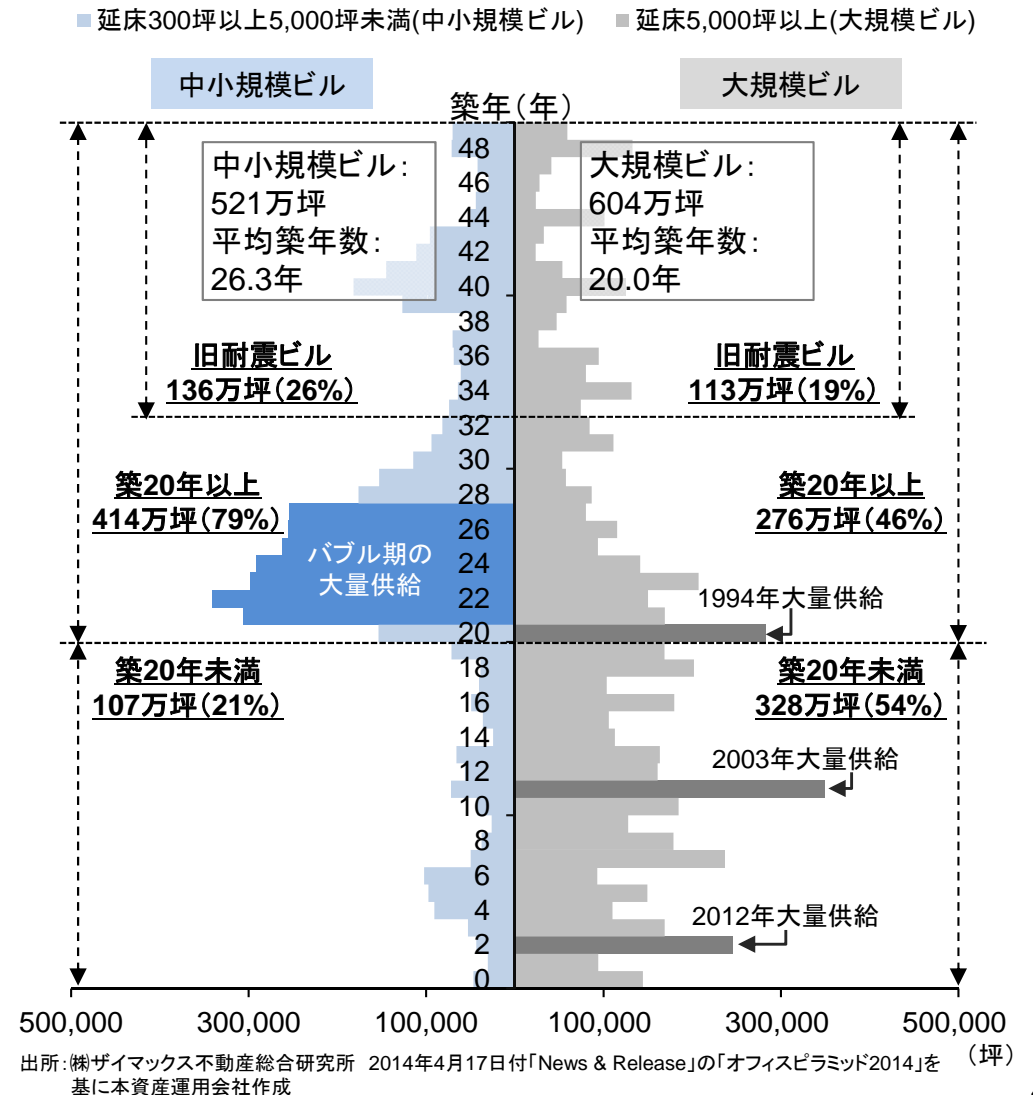 延床300坪以上5,000坪未満(中小規模ビル)
延床5,000坪以上(大規模ビル)
中小規模ビル
大規模ビル
築年(年)
中小規模ビル:
521万坪
平均築年数:
26.3年
大規模ビル:
604万坪
平均築年数:
20.0年
48
46
44
42
40
38
36
34
32
30
28
26
24
22
20
18
16
14
12
10
8
6
4
2
0
旧耐震ビル
136万坪(26%)
旧耐震ビル
113万坪(19%)
築20年以上
414万坪(79%)
築20年以上
276万坪(46%)
バブル期の
大量供給
1994年大量供給
築20年未満
107万坪(21%)
築20年未満
328万坪(54%)
2003年大量供給
2012年大量供給
500,000
300,000
100,000
100,000
300,000
500,000
(坪)
出所:㈱ザイマックス不動産総合研究所 2014年4月17日付「News & Release」の「オフィスピラミッド2014」を
基に本資産運用会社作成